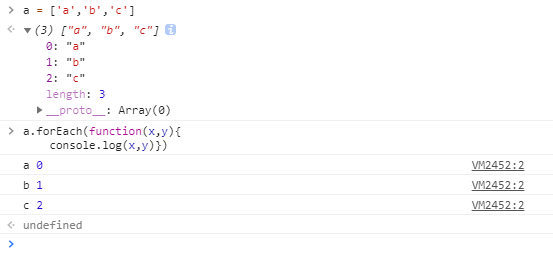 > a = ['a','b','c']
< ▼(3) ["a", "b", "c"] i
0: "a"
1: "b"
2: "c"
length: 3
▶__proto__: Array(0)
> a.forEach(function(x,y){
console.log(x,y)})
a 0 VM2452:2
b 1 VM2452:2
c 2 VM2452:2
< undefined
>